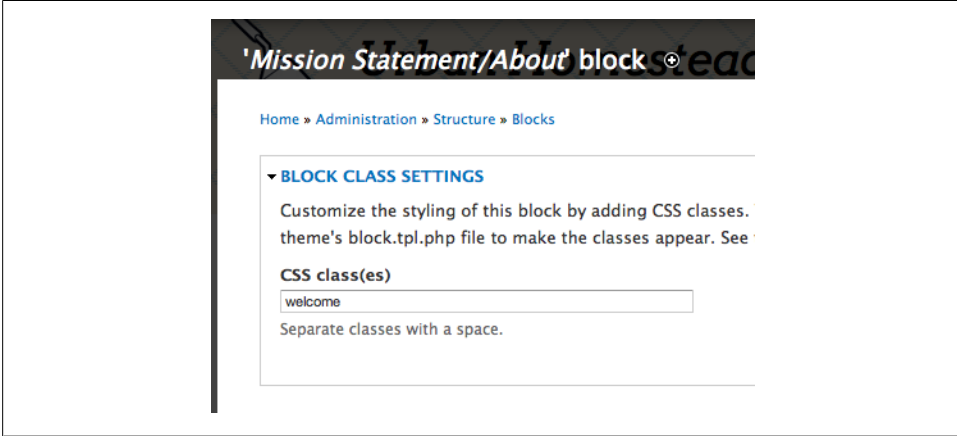 'Mission Statement/About' block
Urban Homestead
Home » Administration » Structure » Blocks
BLOCK CLASS SETTINGS
Customize the styling of this block by adding CSS classes.
theme's block.tpl.php file to make the classes appear. See
CSS class(es)
welcome
Separate classes with a space.